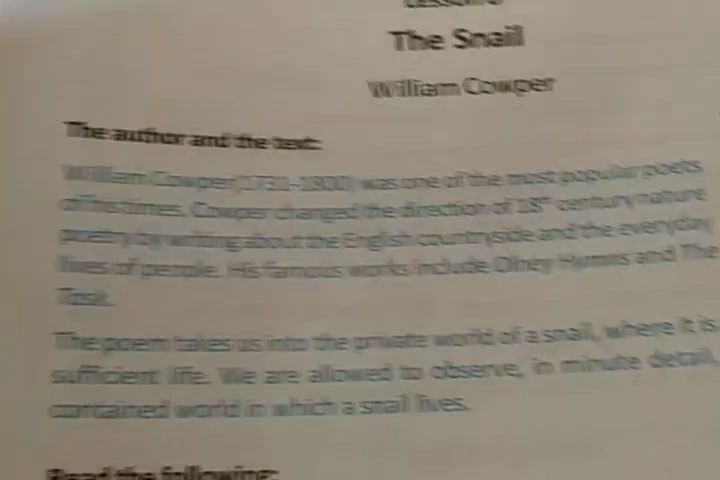 The Snail
William Cowper
The author and the text:
William Cowper(1731-1800) was one of the most popular poets
of his times. Cowper changed the direction of 18th century nature
poetry by writing about the English countryside and the everyday
lives of people. His famous works include Olney Hymns and The
Task.
The poem takes us into the private world of a snail, where it is
sufficient life. We are allowed to observe, in minute detail,
contained world in which a snail lives.
Read the following: